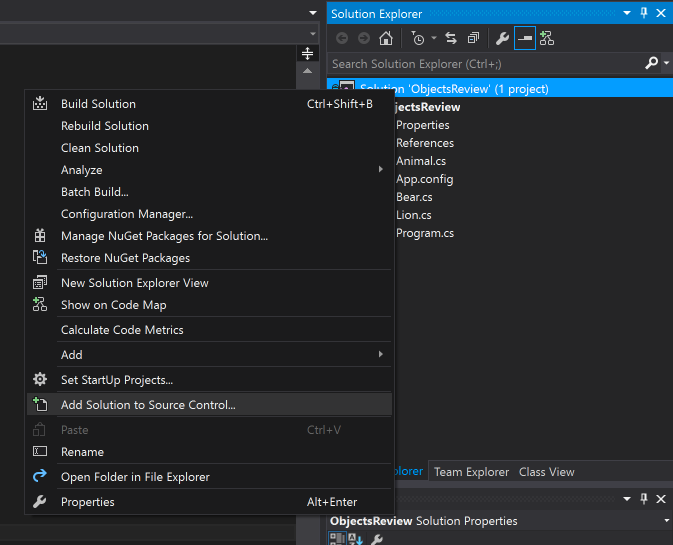 Solution Explorer
Search Solution Explorer (Ctrl+;)
Solution 'ObjectsReview' (1 project)
jectsReview
Properties
References
Animal.cs
App.config
Bear.cs
Lion.cs
Program.cs
Build Solution Ctrl+Shift+B
Rebuild Solution
Clean Solution
Analyze
Batch Build...
Configuration Manager...
Manage NuGet Packages for Solution...
Restore NuGet Packages
New Solution Explorer View
Show on Code Map
Calculate Code Metrics
Add
Set StartUp Projects...
Add Solution to Source Control...
Paste Ctrl+V
Rename
Open Folder in File Explorer
Properties Alt+Enter
plorer Team Explorer Class View
ObjectsReview Solution Properties